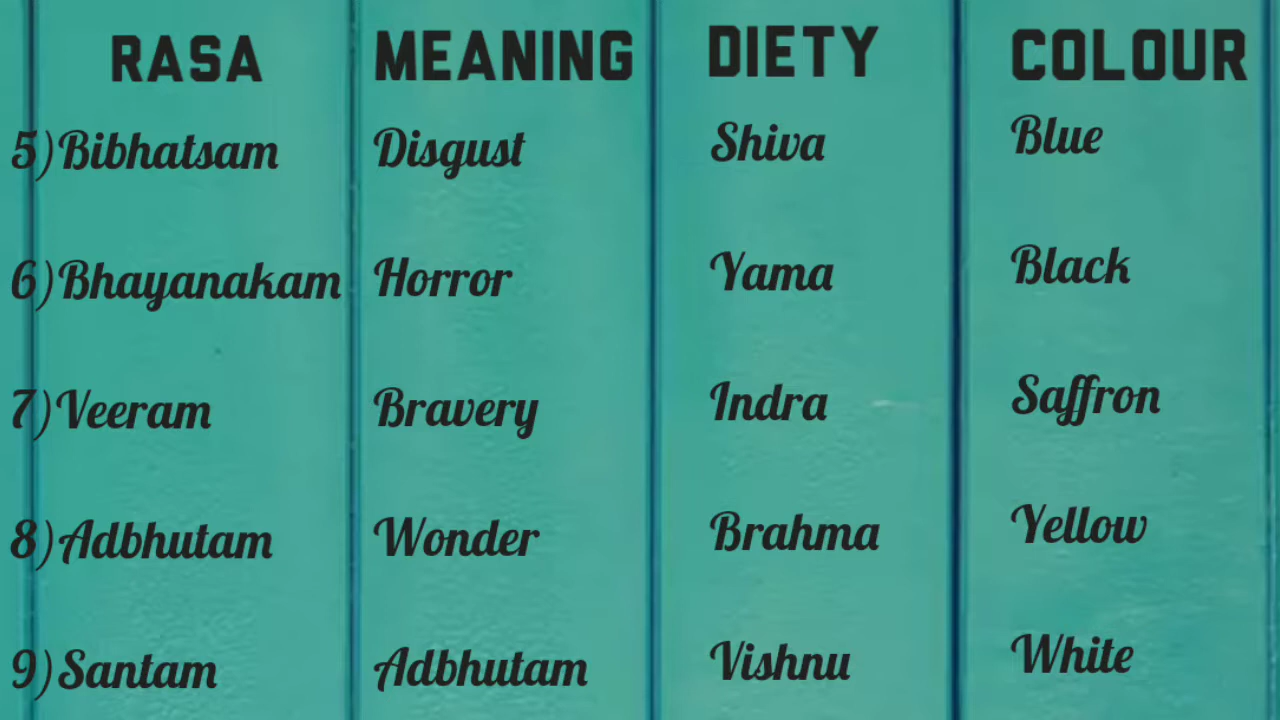 RASA MEANING DIETY COLOUR
5)Bibhatsam Disgust Shiva Blue
6)Bhayanakam Horror Yama Black
7)Veeram Bravery Indra Saffron
8)Adbhutam Wonder Brahma Yellow
9)Santam Adbhutam Vishnu White